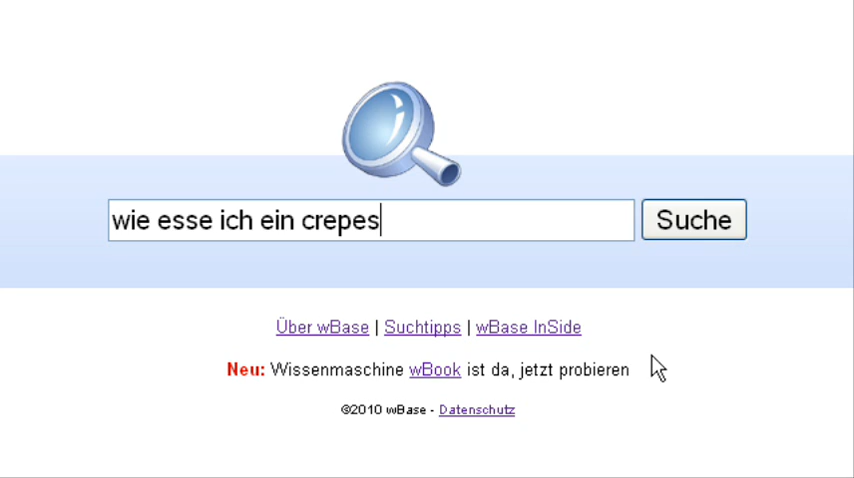 wie esse ich ein crepes
Suche
Über wBase | Suchtipps | wBase InSide
Neu: Wissenmaschine wBook ist da, jetzt probieren
©2010 wBase - Datenschutz